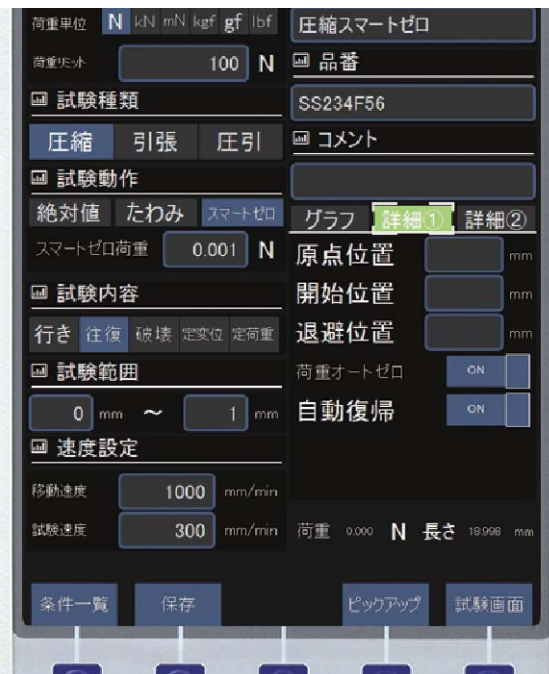 荷重単位 N kN mN kgf gf lbf
荷重リミット 100 N
試験種類
圧縮 引張 圧引
試験動作
絶対値 たわみ スマートゼロ
スマートゼロ荷重 0.001 N
試験内容
行き 往復 破壊 定変位 定荷重
試験範囲
0 mm ～ 1 mm
速度設定
移動速度 1000 mm/min
試験速度 300 mm/min
圧縮スマートゼロ
品番
SS234F56
コメント
グラフ 詳細① 詳細②
原点位置 mm
開始位置 mm
退避位置 mm
荷重オートゼロ ON
自動復帰 ON
荷重 0.000 N 長さ 18.998 mm
条件一覧 保存 ピックアップ 試験画面